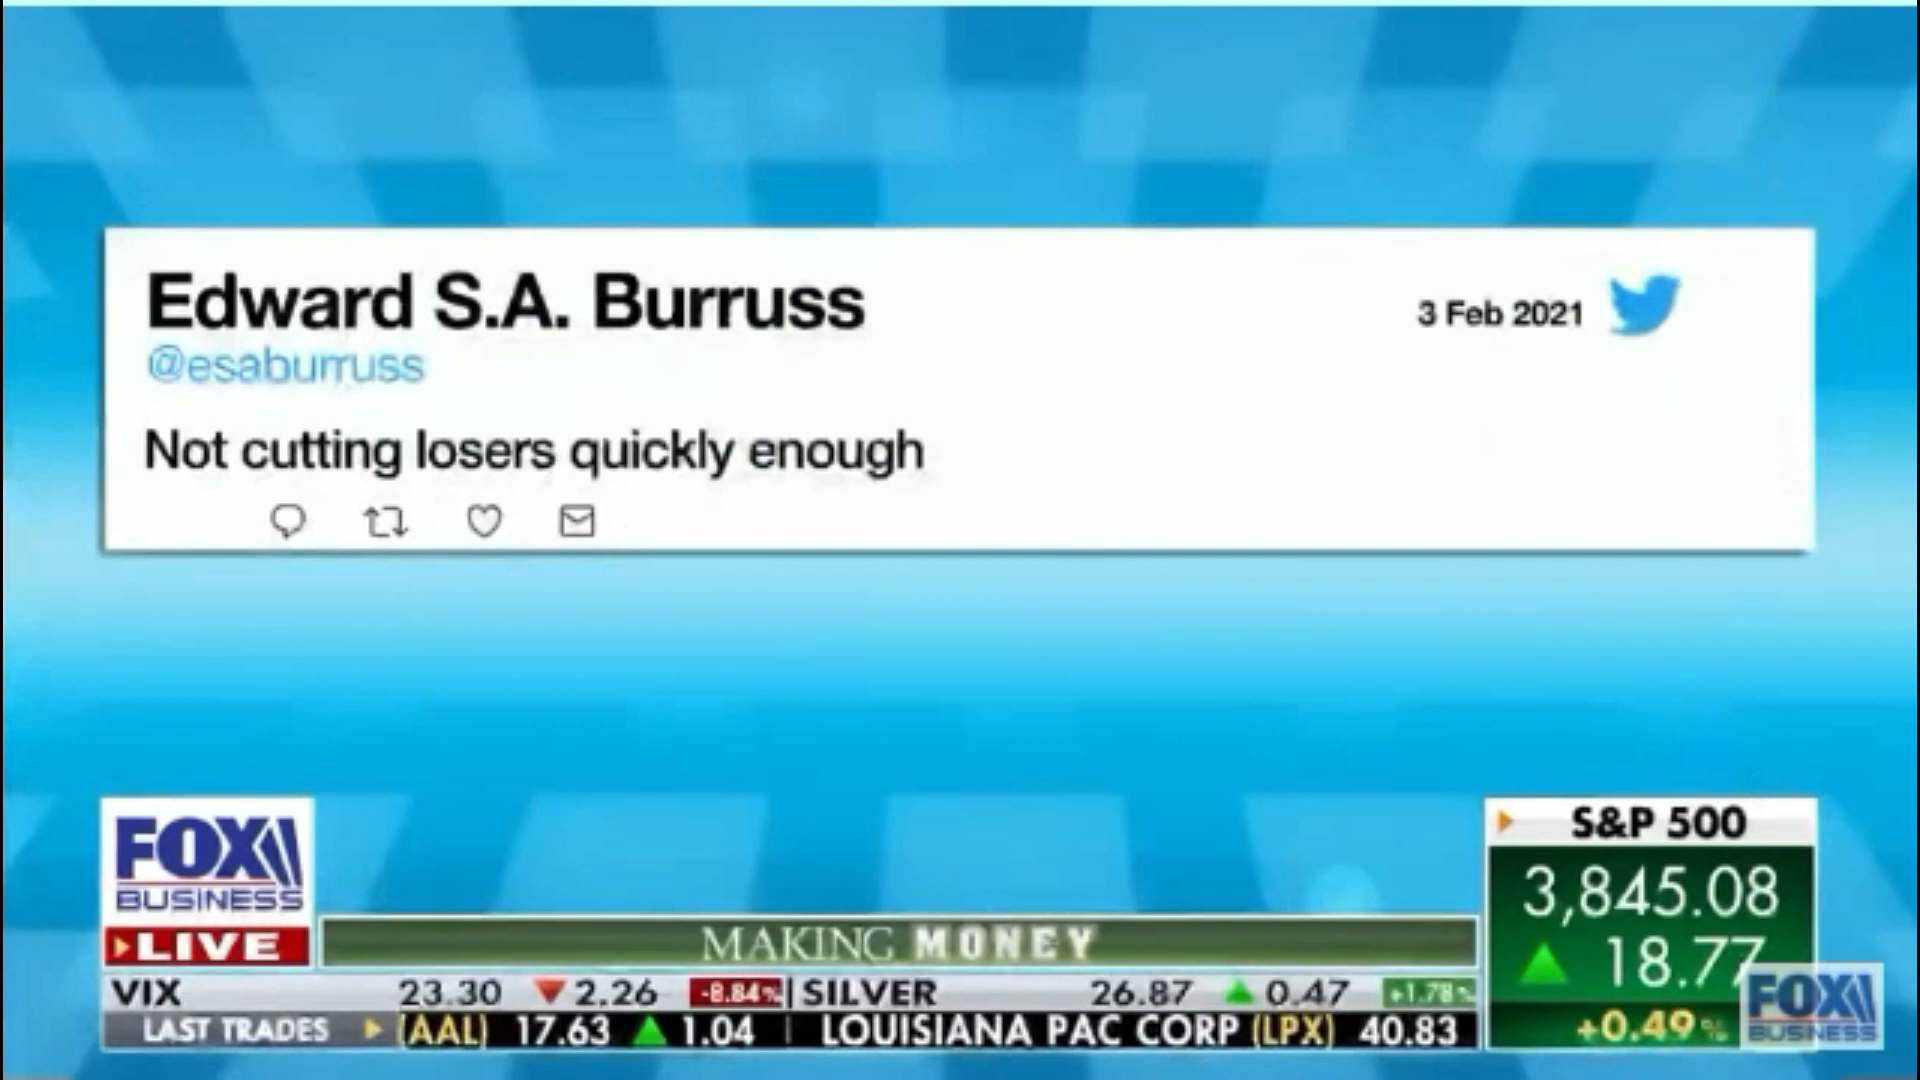 Edward S.A. Burruss
3 Feb 2021
@esaburruss
Not cutting losers quickly enough
FOX
BUSINESS
LIVE
MAKING MONEY
S&P 500
3,845.08
18.77
+0.49%
VIX 23.30 2.26 -8.84% SILVER 26.87 0.47 +1.78%
LAST TRADES (AAL) 17.63 1.04 LOUISIANA PAC CORP (LPX) 40.83
FOX
BUSINESS